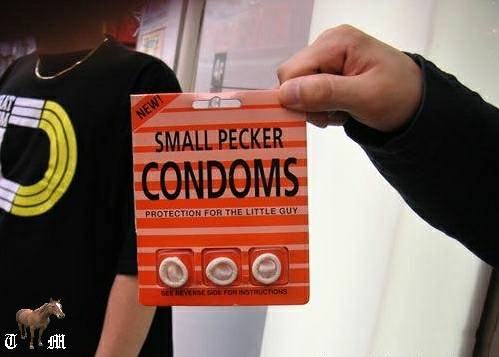 NEW!
SMALL PECKER
CONDOMS
PROTECTION FOR THE LITTLE GUY
SEE REVERSE SIDE FOR INSTRUCTIONS
T M